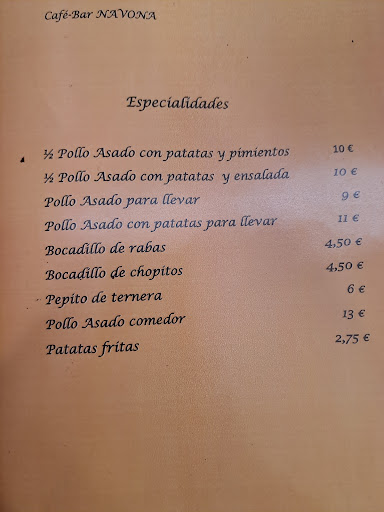 Café-Bar NAVONA
Especialidades
½ Pollo Asado con patatas y pimientos 10 €
½ Pollo Asado con patatas y ensalada 10 €
Pollo Asado para llevar 9 €
Pollo Asado con patatas para llevar 11 €
Bocadillo de rabas 4,50 €
Bocadillo de chopitos 4,50 €
Pepito de ternera 6 €
Pollo Asado comedor 13 €
Patatas fritas 2,75 €